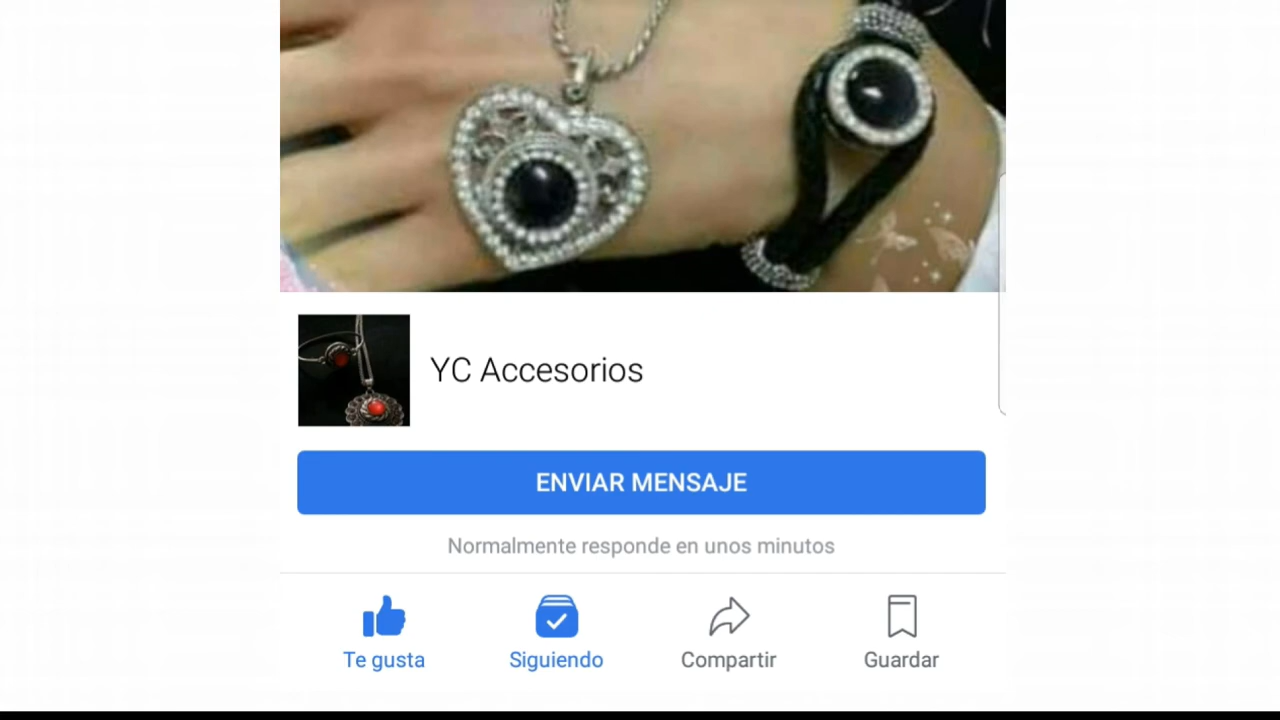 YC Accesorios
ENVIAR MENSAJE
Normalmente responde en unos minutos
Te gusta
Siguiendo
Compartir
Guardar